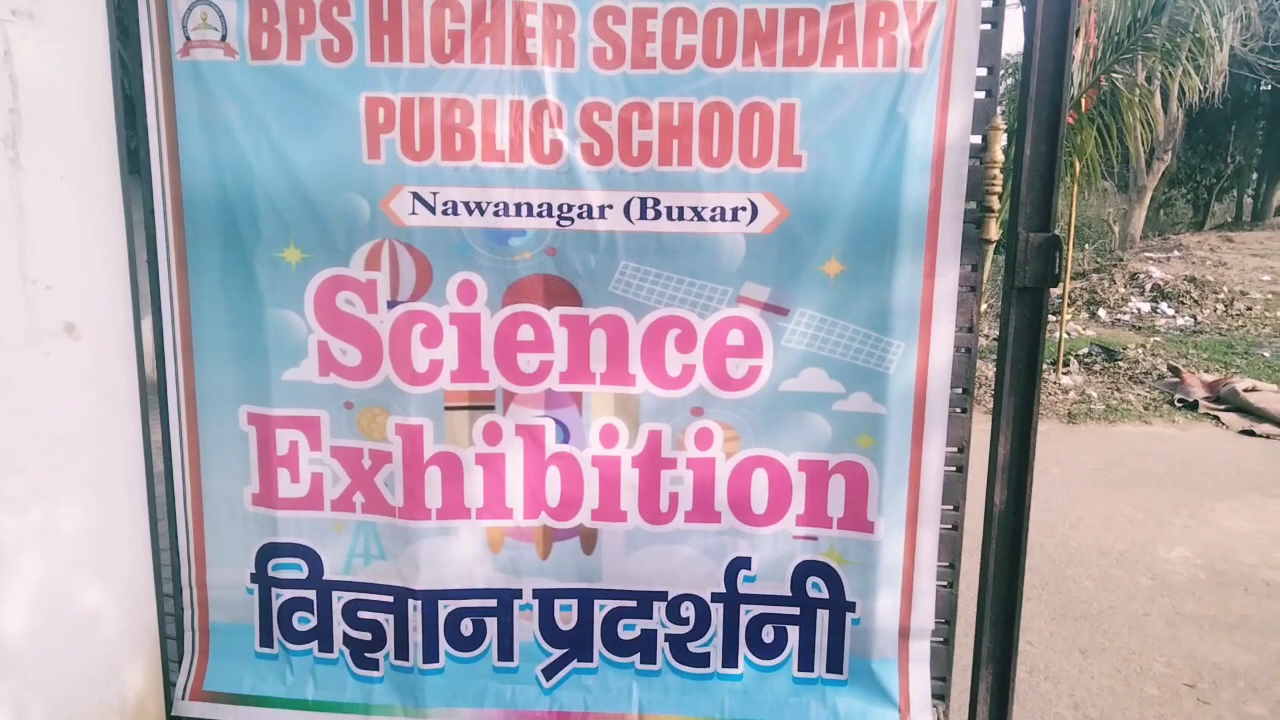 BPS HIGHER SECONDARY
PUBLIC SCHOOL
Nawanagar (Buxar)
Science
Exhibition
विज्ञान प्रदर्शनी